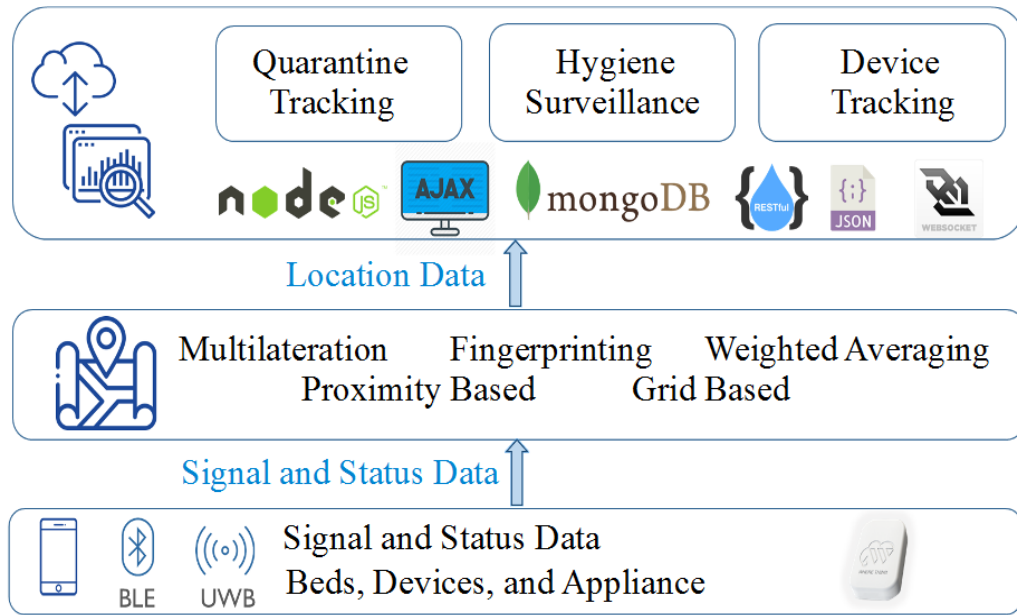 Quarantine Tracking
Hygiene Surveillance
Device Tracking
node JS
AJAX
mongoDB
{RESTful}
{;} JSON
WEBSOCKET
Location Data
Multilateration Fingerprinting Weighted Averaging
Proximity Based Grid Based
Signal and Status Data
Signal and Status Data
Beds, Devices, and Appliance
BLE UWB